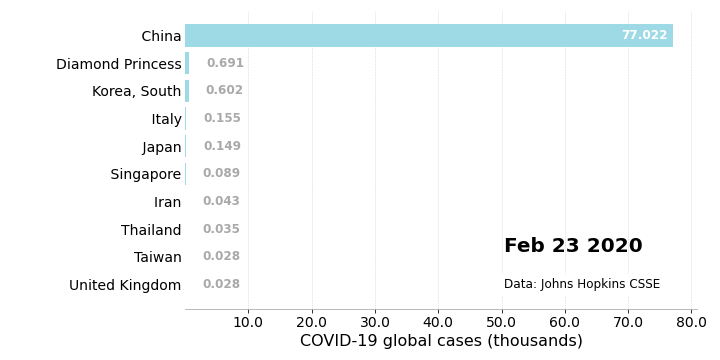 China 77.022
Diamond Princess 0.691
Korea, South 0.602
Italy 0.155
Japan 0.149
Singapore 0.089
Iran 0.043
Thailand 0.035
Feb 23 2020
Taiwan 0.028
United Kingdom 0.028
Data: Johns Hopkins CSSE
10.0 20.0 30.0 40.0 50.0 60.0 70.0 80.0
COVID-19 global cases (thousands)